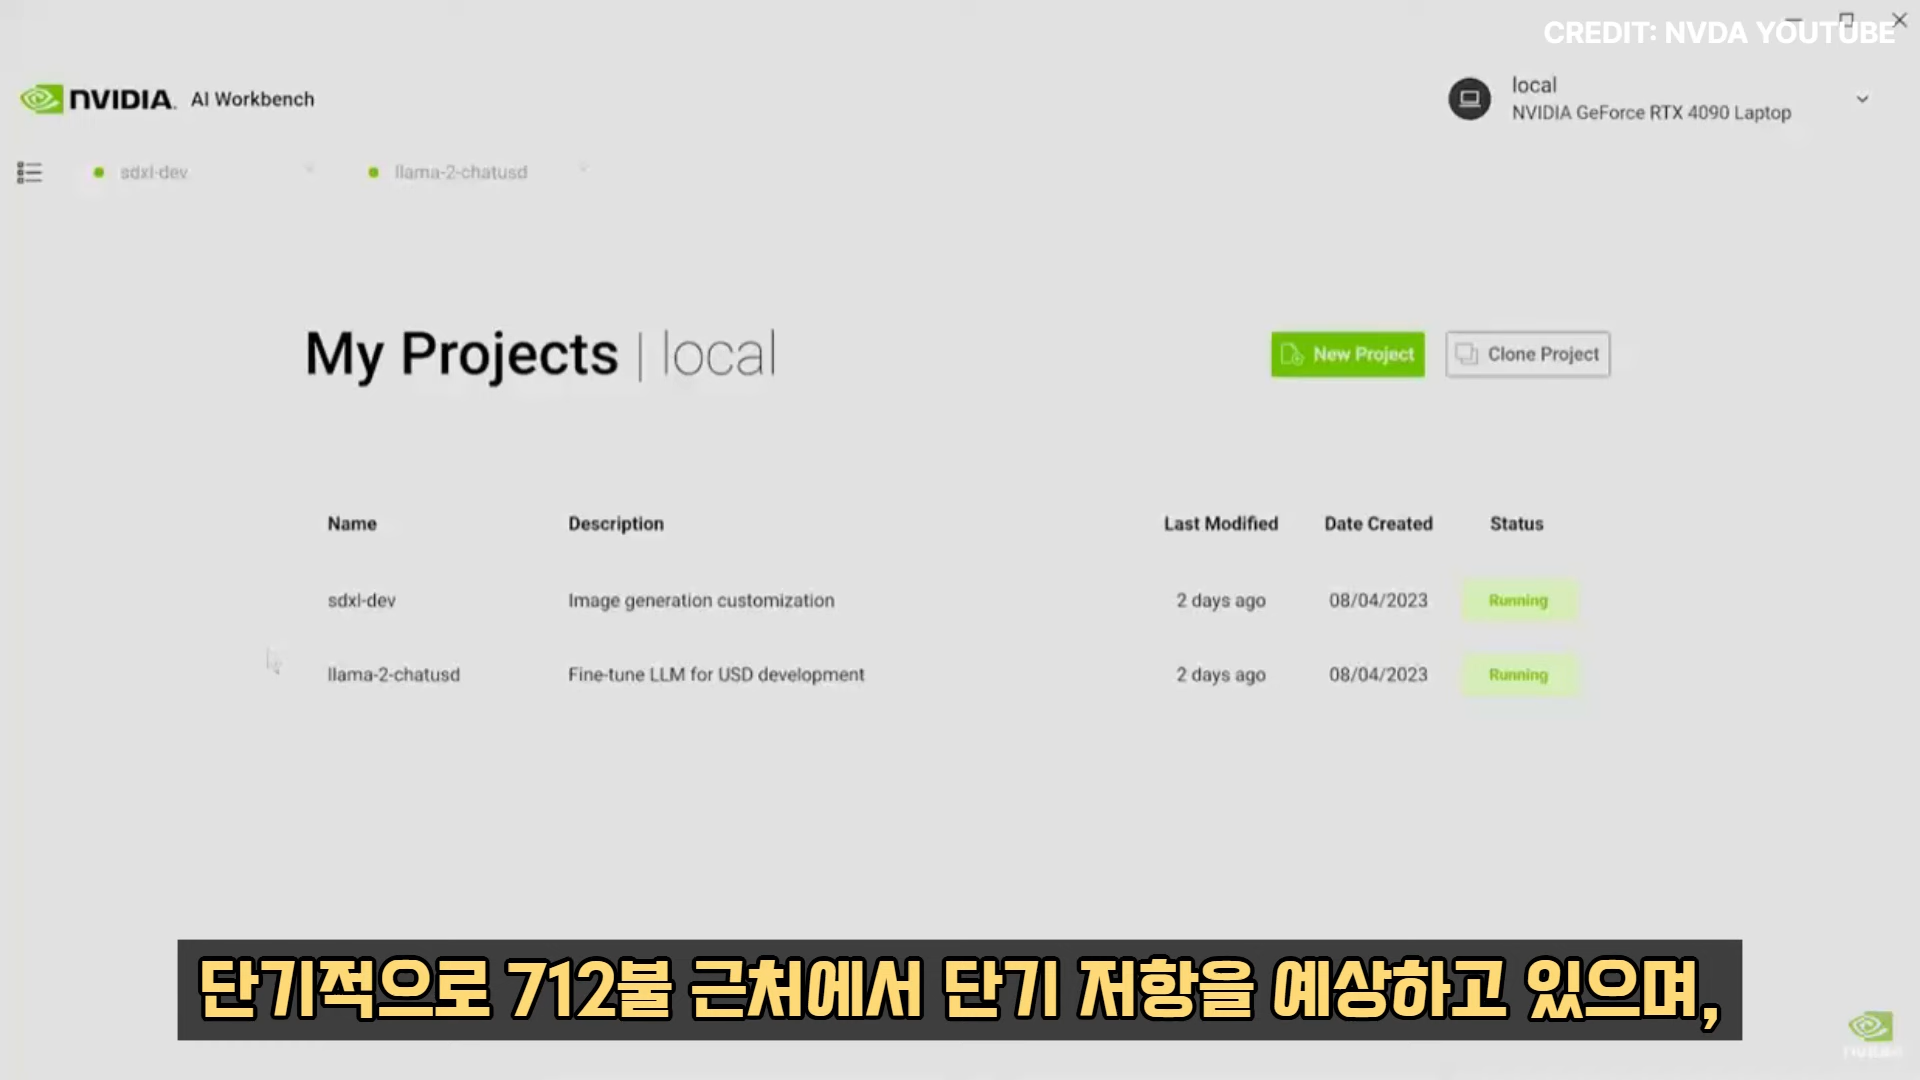 CREDIT: NVDA YOUTUBE
NVIDIA. AI Workbench
local
NVIDIA GeForce RTX 4090 Laptop
sdxl-dev
llama-2-chatusd
My Projects | local
New Project
Clone Project
Name Description Last Modified Date Created Status
sdxl-dev Image generation customization 2 days ago 08/04/2023 Running
llama-2-chatusd Fine-tune LLM for USD development 2 days ago 08/04/2023 Running
단기적으로 712불 근처에서 단기 저항을 예상하고 있으며,